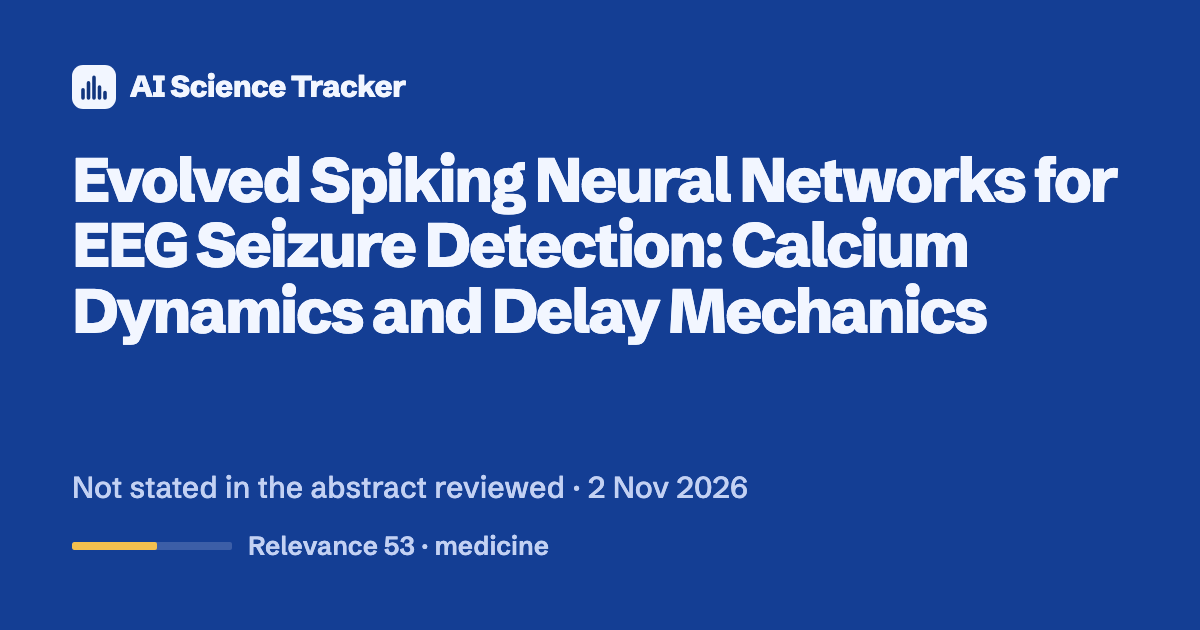 AI Science Tracker
Evolved Spiking Neural Networks for
EEG Seizure Detection: Calcium
Dynamics and Delay Mechanics
Not stated in the abstract reviewed · 2 Nov 2026
Relevance 53 · medicine